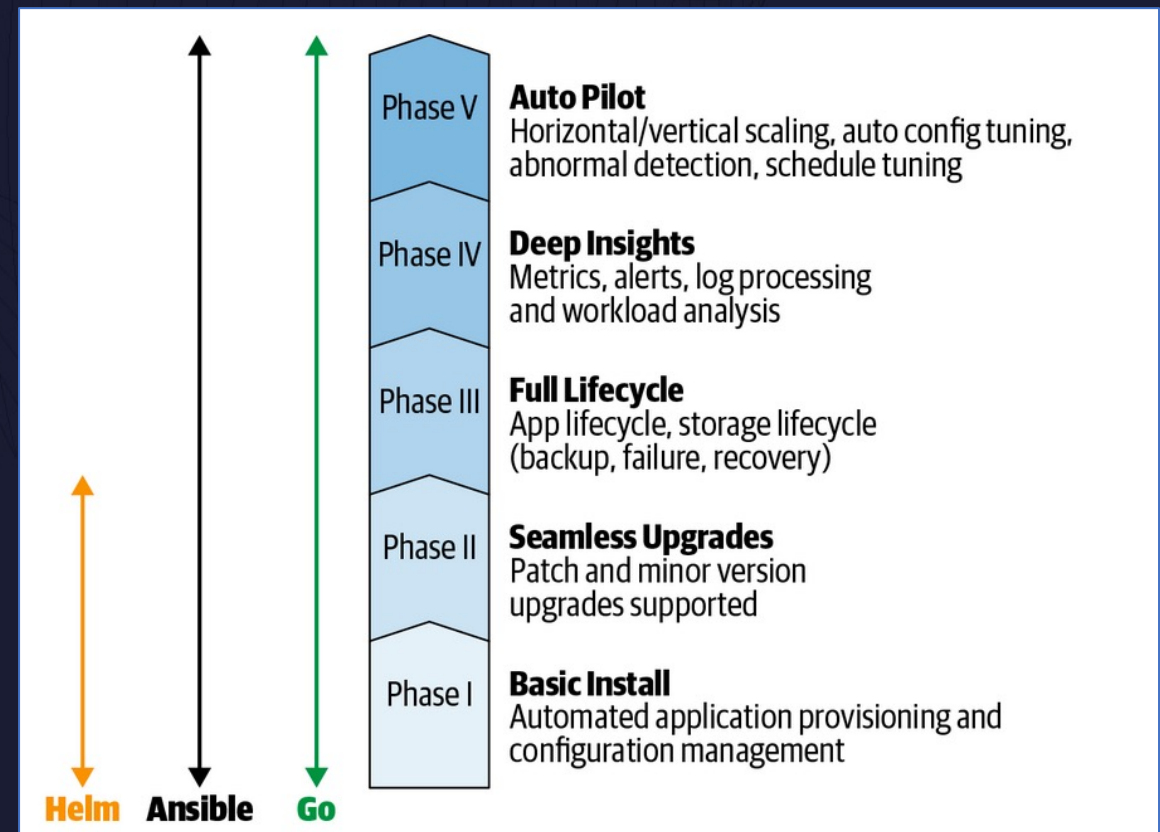 Phase V
Auto Pilot
Horizontal/vertical scaling, auto config tuning,
abnormal detection, schedule tuning
Phase IV
Deep Insights
Metrics, alerts, log processing
and workload analysis
Phase III
Full Lifecycle
App lifecycle, storage lifecycle
(backup, failure, recovery)
Phase II
Seamless Upgrades
Patch and minor version
upgrades supported
Phase I
Basic Install
Automated application provisioning and
configuration management
Helm Ansible Go